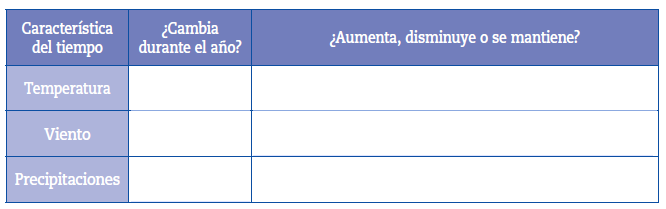 Característica
del tiempo
¿Cambia
durante el año?
¿Aumenta, disminuye o se mantiene?
Temperatura
Viento
Precipitaciones